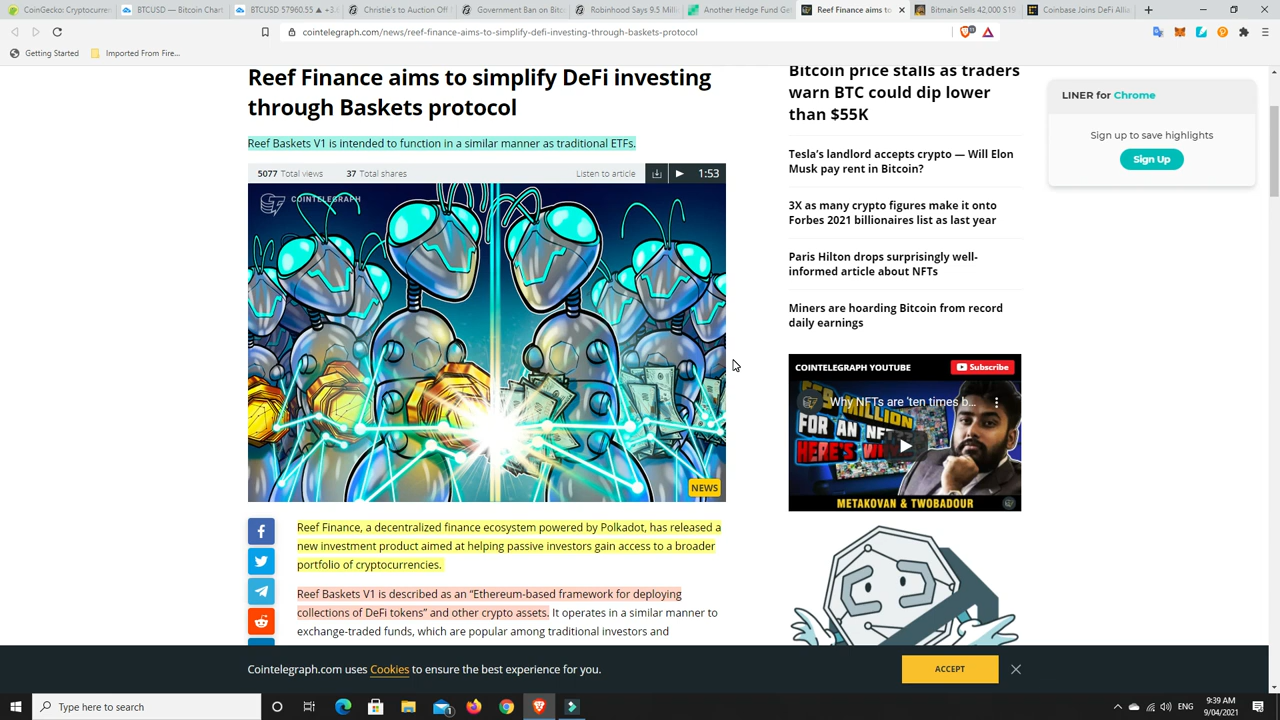 CoinGecko: Cryptocurren
BTCUSD — Bitcoin Chart
BTCUSD 57960.55 ▲ +3.
Christie's to Auction Off
Government Ban on Bitc
Robinhood Says 9.5 Milli
Another Hedge Fund Ge
Reef Finance aims to
Bitmain Sells 42,000 S19
Coinbase Joins DeFi Allia
cointelegraph.com/news/reef-finance-aims-to-simplify-defi-investing-through-baskets-protocol
Getting Started
Imported From Fire...
Reef Finance aims to simplify DeFi investing
through Baskets protocol
Reef Baskets V1 is intended to function in a similar manner as traditional ETFs.
5077 Total views
37 Total shares
Listen to article
1:53
COINTELEGRAPH
NEWS
Reef Finance, a decentralized finance ecosystem powered by Polkadot, has released a
new investment product aimed at helping passive investors gain access to a broader
portfolio of cryptocurrencies.
Reef Baskets V1 is described as an “Ethereum-based framework for deploying
collections of DeFi tokens” and other crypto assets. It operates in a similar manner to
exchange-traded funds, which are popular among traditional investors and
Bitcoin price stalls as traders
warn BTC could dip lower
than $55K
Tesla’s landlord accepts crypto — Will Elon
Musk pay rent in Bitcoin?
3X as many crypto figures make it onto
Forbes 2021 billionaires list as last year
Paris Hilton drops surprisingly well-
informed article about NFTs
Miners are hoarding Bitcoin from record
daily earnings
COINTELEGRAPH YOUTUBE
Subscribe
Why NFTs are 'ten times b...
MILLION
FOR AN NFT
HERE'S
METAKOVAN & TWOBADOUR
LINER for Chrome
Sign up to save highlights
Sign Up
Cointelegraph.com uses Cookies to ensure the best experience for you.
ACCEPT
Type here to search
ENG
9:39 AM
9/04/2021